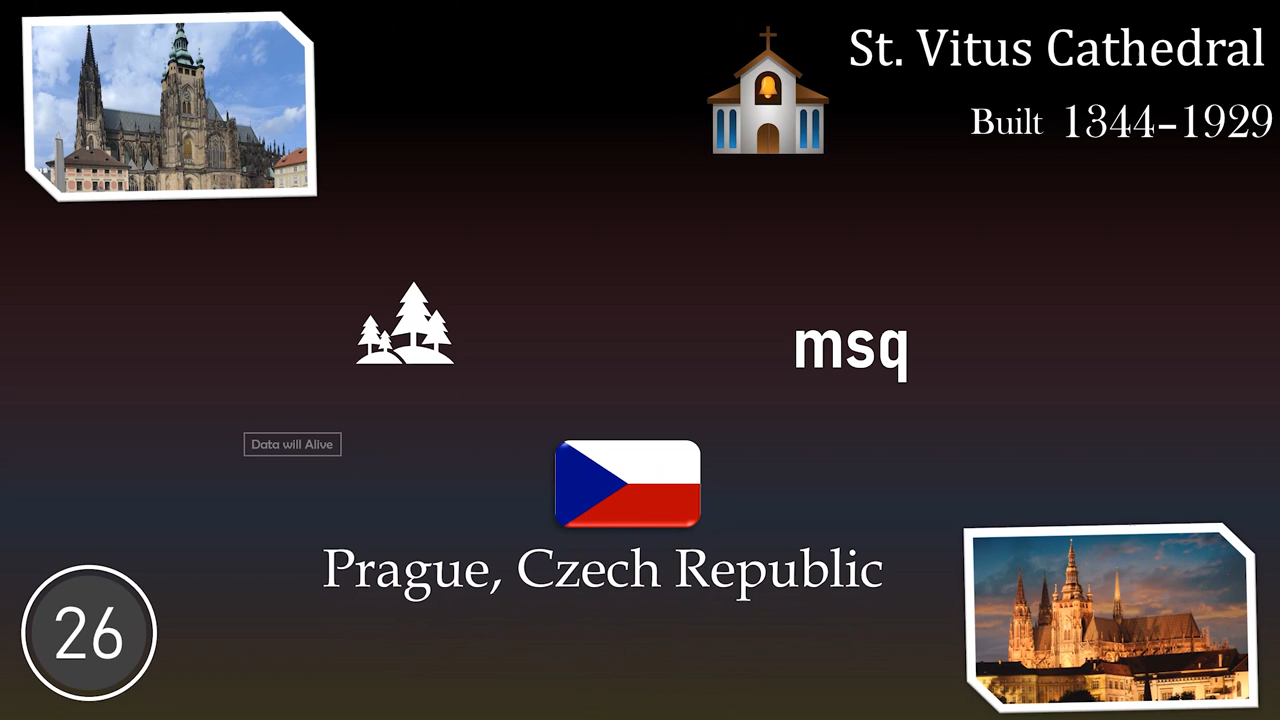 St. Vitus Cathedral
Built 1344-1929
msq
Data will Alive
Prague, Czech Republic
26